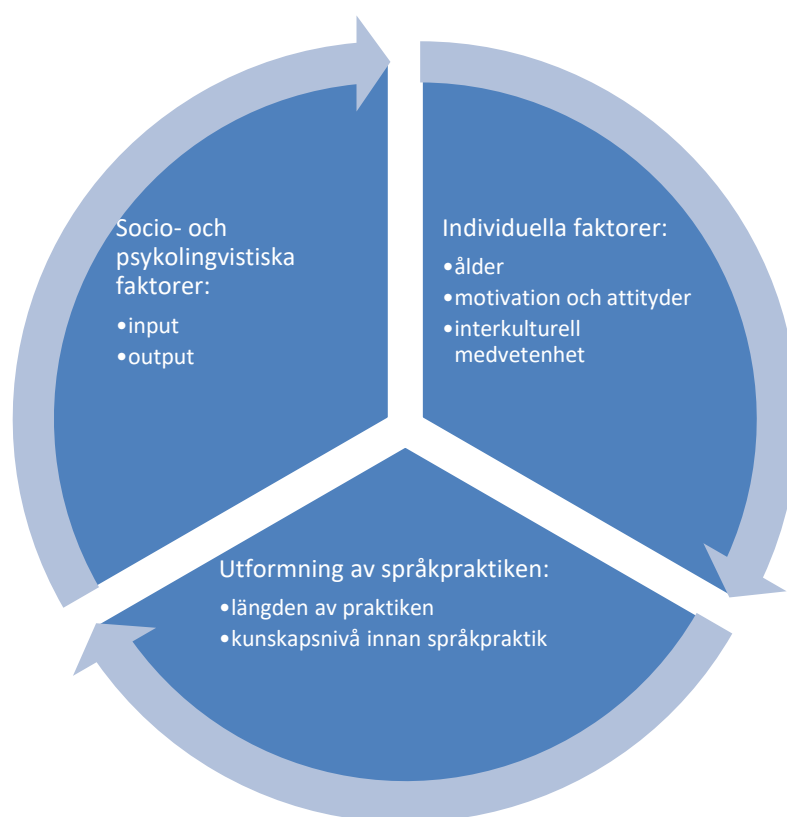 Socio- och
psykolingvistiska
faktorer:
•input
•output
Individuella faktorer:
•ålder
•motivation och attityder
•interkulturell
medvetenhet
Utformning av språkpraktiken:
•längden av praktiken
•kunskapsnivå innan språkpraktik